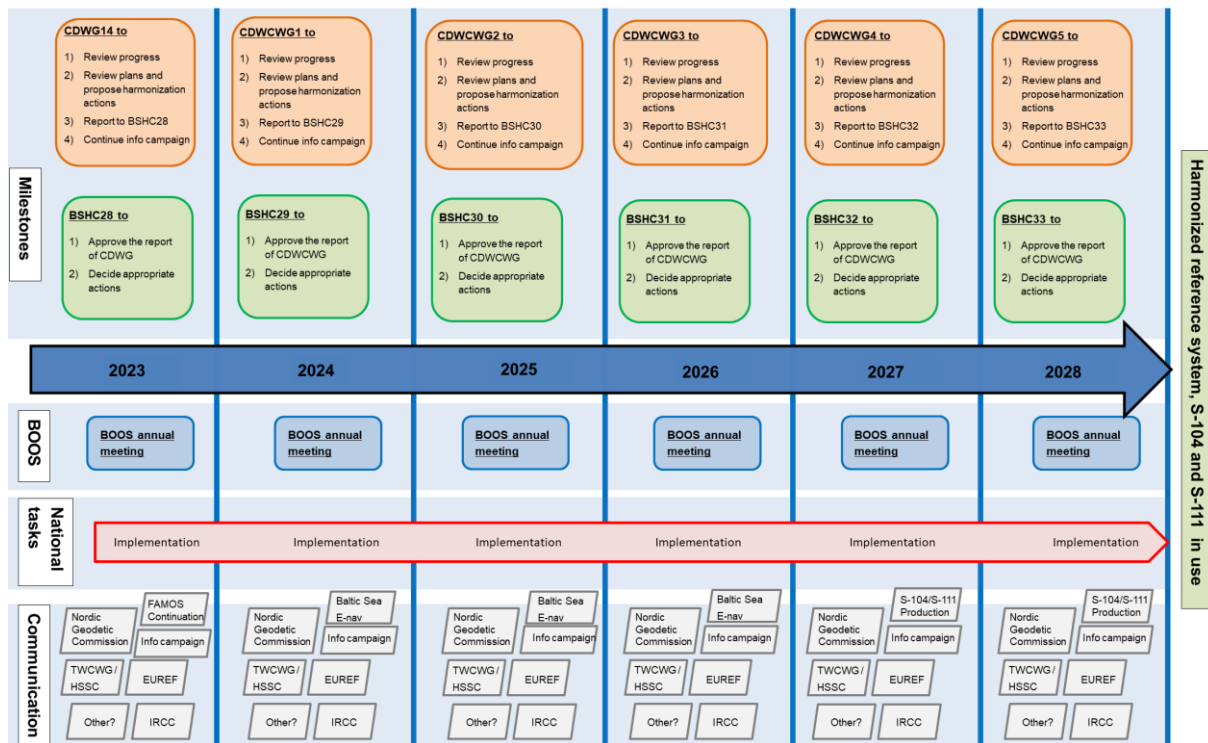 CDWG14 to
1) Review progress
2) Review plans and
propose harmonization
actions
3) Report to BSHC28
4) Continue info campaign
CDWCWG1 to
1) Review progress
2) Review plans and
propose harmonization
actions
3) Report to BSHC29
4) Continue info campaign
CDWCWG2 to
1) Review progress
2) Review plans and
propose harmonization
actions
3) Report to BSHC30
4) Continue info campaign
CDWCWG3 to
1) Review progress
2) Review plans and
propose harmonization
actions
3) Report to BSHC31
4) Continue info campaign
CDWCWG4 to
1) Review progress
2) Review plans and
propose harmonization
actions
3) Report to BSHC32
4) Continue info campaign
CDWCWG5 to
1) Review progress
2) Review plans and
propose harmonization
actions
3) Report to BSHC33
4) Continue info campaign
Milestones
BSHC28 to
1) Approve the report
of CDWG
2) Decide appropriate
actions
BSHC29 to
1) Approve the report
of CDWCWG
2) Decide appropriate
actions
BSHC30 to
1) Approve the report
of CDWCWG
2) Decide appropriate
actions
BSHC31 to
1) Approve the report
of CDWCWG
2) Decide appropriate
actions
BSHC32 to
1) Approve the report
of CDWCWG
2) Decide appropriate
actions
BSHC33 to
1) Approve the report
of CDWCWG
2) Decide appropriate
actions
2023
2024
2025
2026
2027
2028
Harmonized reference system, S-104 and S-111 in use
BOOS
BOOS annual
meeting
BOOS annual
meeting
BOOS annual
meeting
BOOS annual
meeting
BOOS annual
meeting
BOOS annual
meeting
National
tasks
Implementation
Implementation
Implementation
Implementation
Implementation
Implementation
Communication
FAMOS
Continuation
Nordic
Geodetic
Commission
Info campaign
TWCWG /
HSSC
EUREF
Other?
IRCC
Baltic Sea
E-nav
Nordic
Geodetic
Commission
Info campaign
TWCWG /
HSSC
EUREF
Other?
IRCC
Baltic Sea
E-nav
Nordic
Geodetic
Commission
Info campaign
TWCWG /
HSSC
EUREF
Other?
IRCC
Baltic Sea
E-nav
Nordic
Geodetic
Commission
Info campaign
TWCWG /
HSSC
EUREF
Other?
IRCC
S-104/S-111
Production
Nordic
Geodetic
Commission
Info campaign
TWCWG /
HSSC
EUREF
Other?
IRCC
S-104/S-111
Production
Nordic
Geodetic
Commission
Info campaign
TWCWG /
HSSC
EUREF
Other?
IRCC